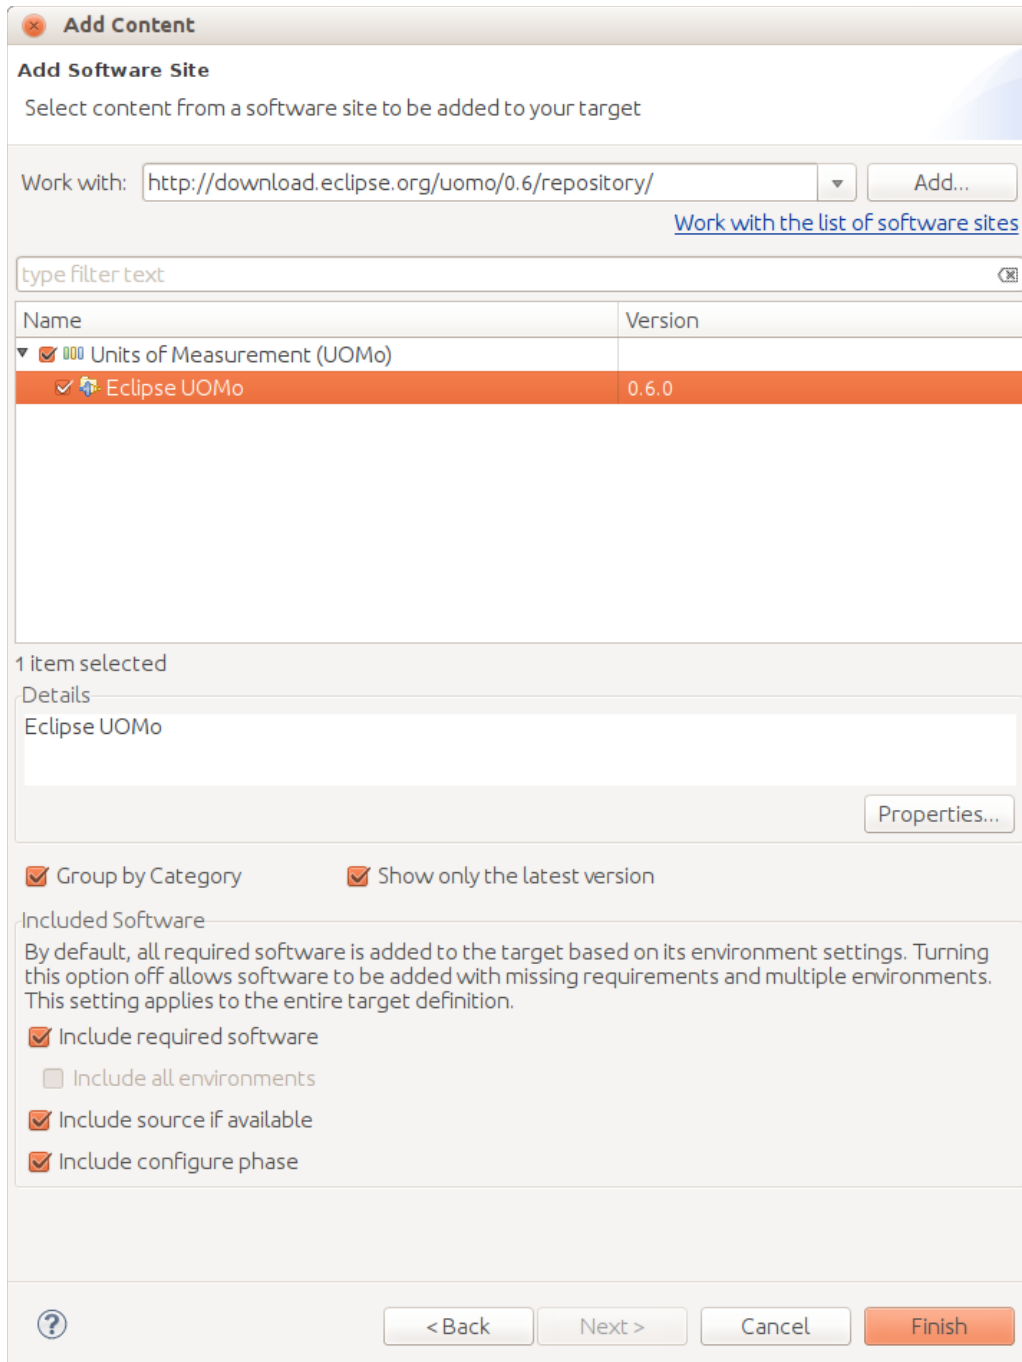 Add Content
Add Software Site
Select content from a software site to be added to your target
Work with: http://download.eclipse.org/uomo/0.6/repository/ Add...
Work with the list of software sites
type filter text
Name Version
Units of Measurement (UOMo)
Eclipse UOMo 0.6.0
1 item selected
Details
Eclipse UOMo
Properties...
Group by Category Show only the latest version
Included Software
By default, all required software is added to the target based on its environment settings. Turning
this option off allows software to be added with missing requirements and multiple environments.
This setting applies to the entire target definition.
Include required software
Include all environments
Include source if available
Include configure phase
? < Back Next > Cancel Finish